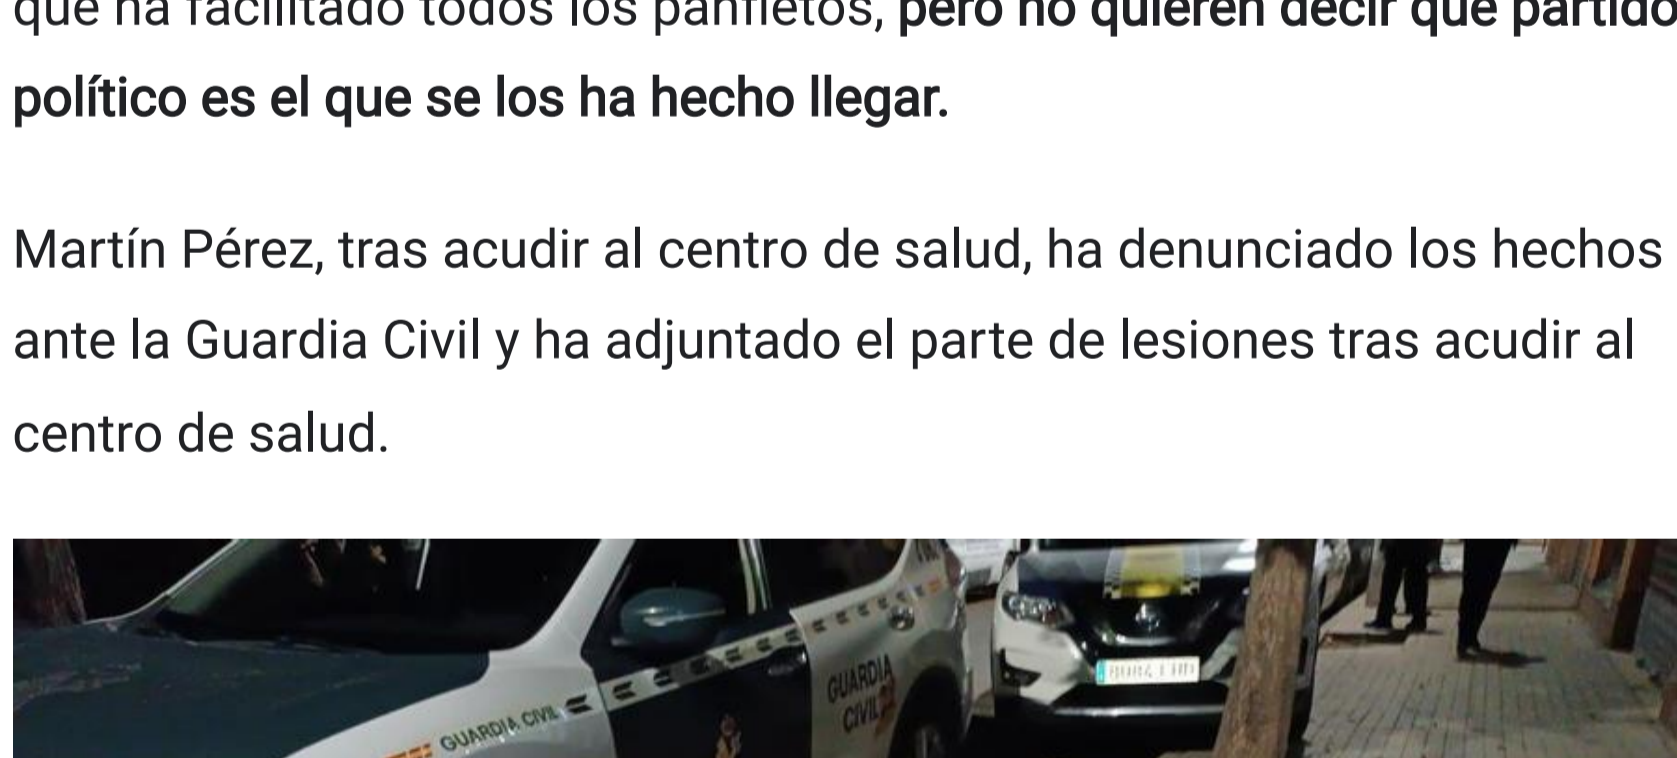 que ha facilitado todos los panfletos, pero no quieren decir qué partido
político es el que se los ha hecho llegar.
Martín Pérez, tras acudir al centro de salud, ha denunciado los hechos
ante la Guardia Civil y ha adjuntado el parte de lesiones tras acudir al
centro de salud.
GUARDIA
CIVIL
GUARDIA CIVIL